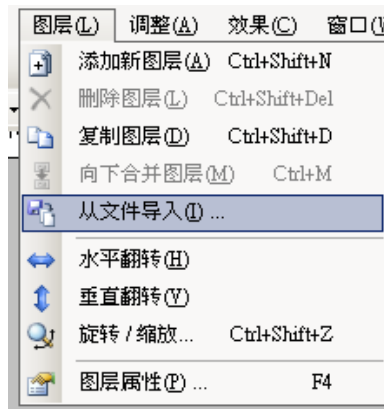 图层(L) 调整(A) 效果(C) 窗口(
添加新图层(A) Ctrl+Shift+N
删除图层(L) Ctrl+Shift+Del
复制图层(D) Ctrl+Shift+D
向下合并图层(M) Ctrl+M
从文件导入(I) ...
水平翻转(H)
垂直翻转(V)
旋转 / 缩放... Ctrl+Shift+Z
图层属性(P) ... F4